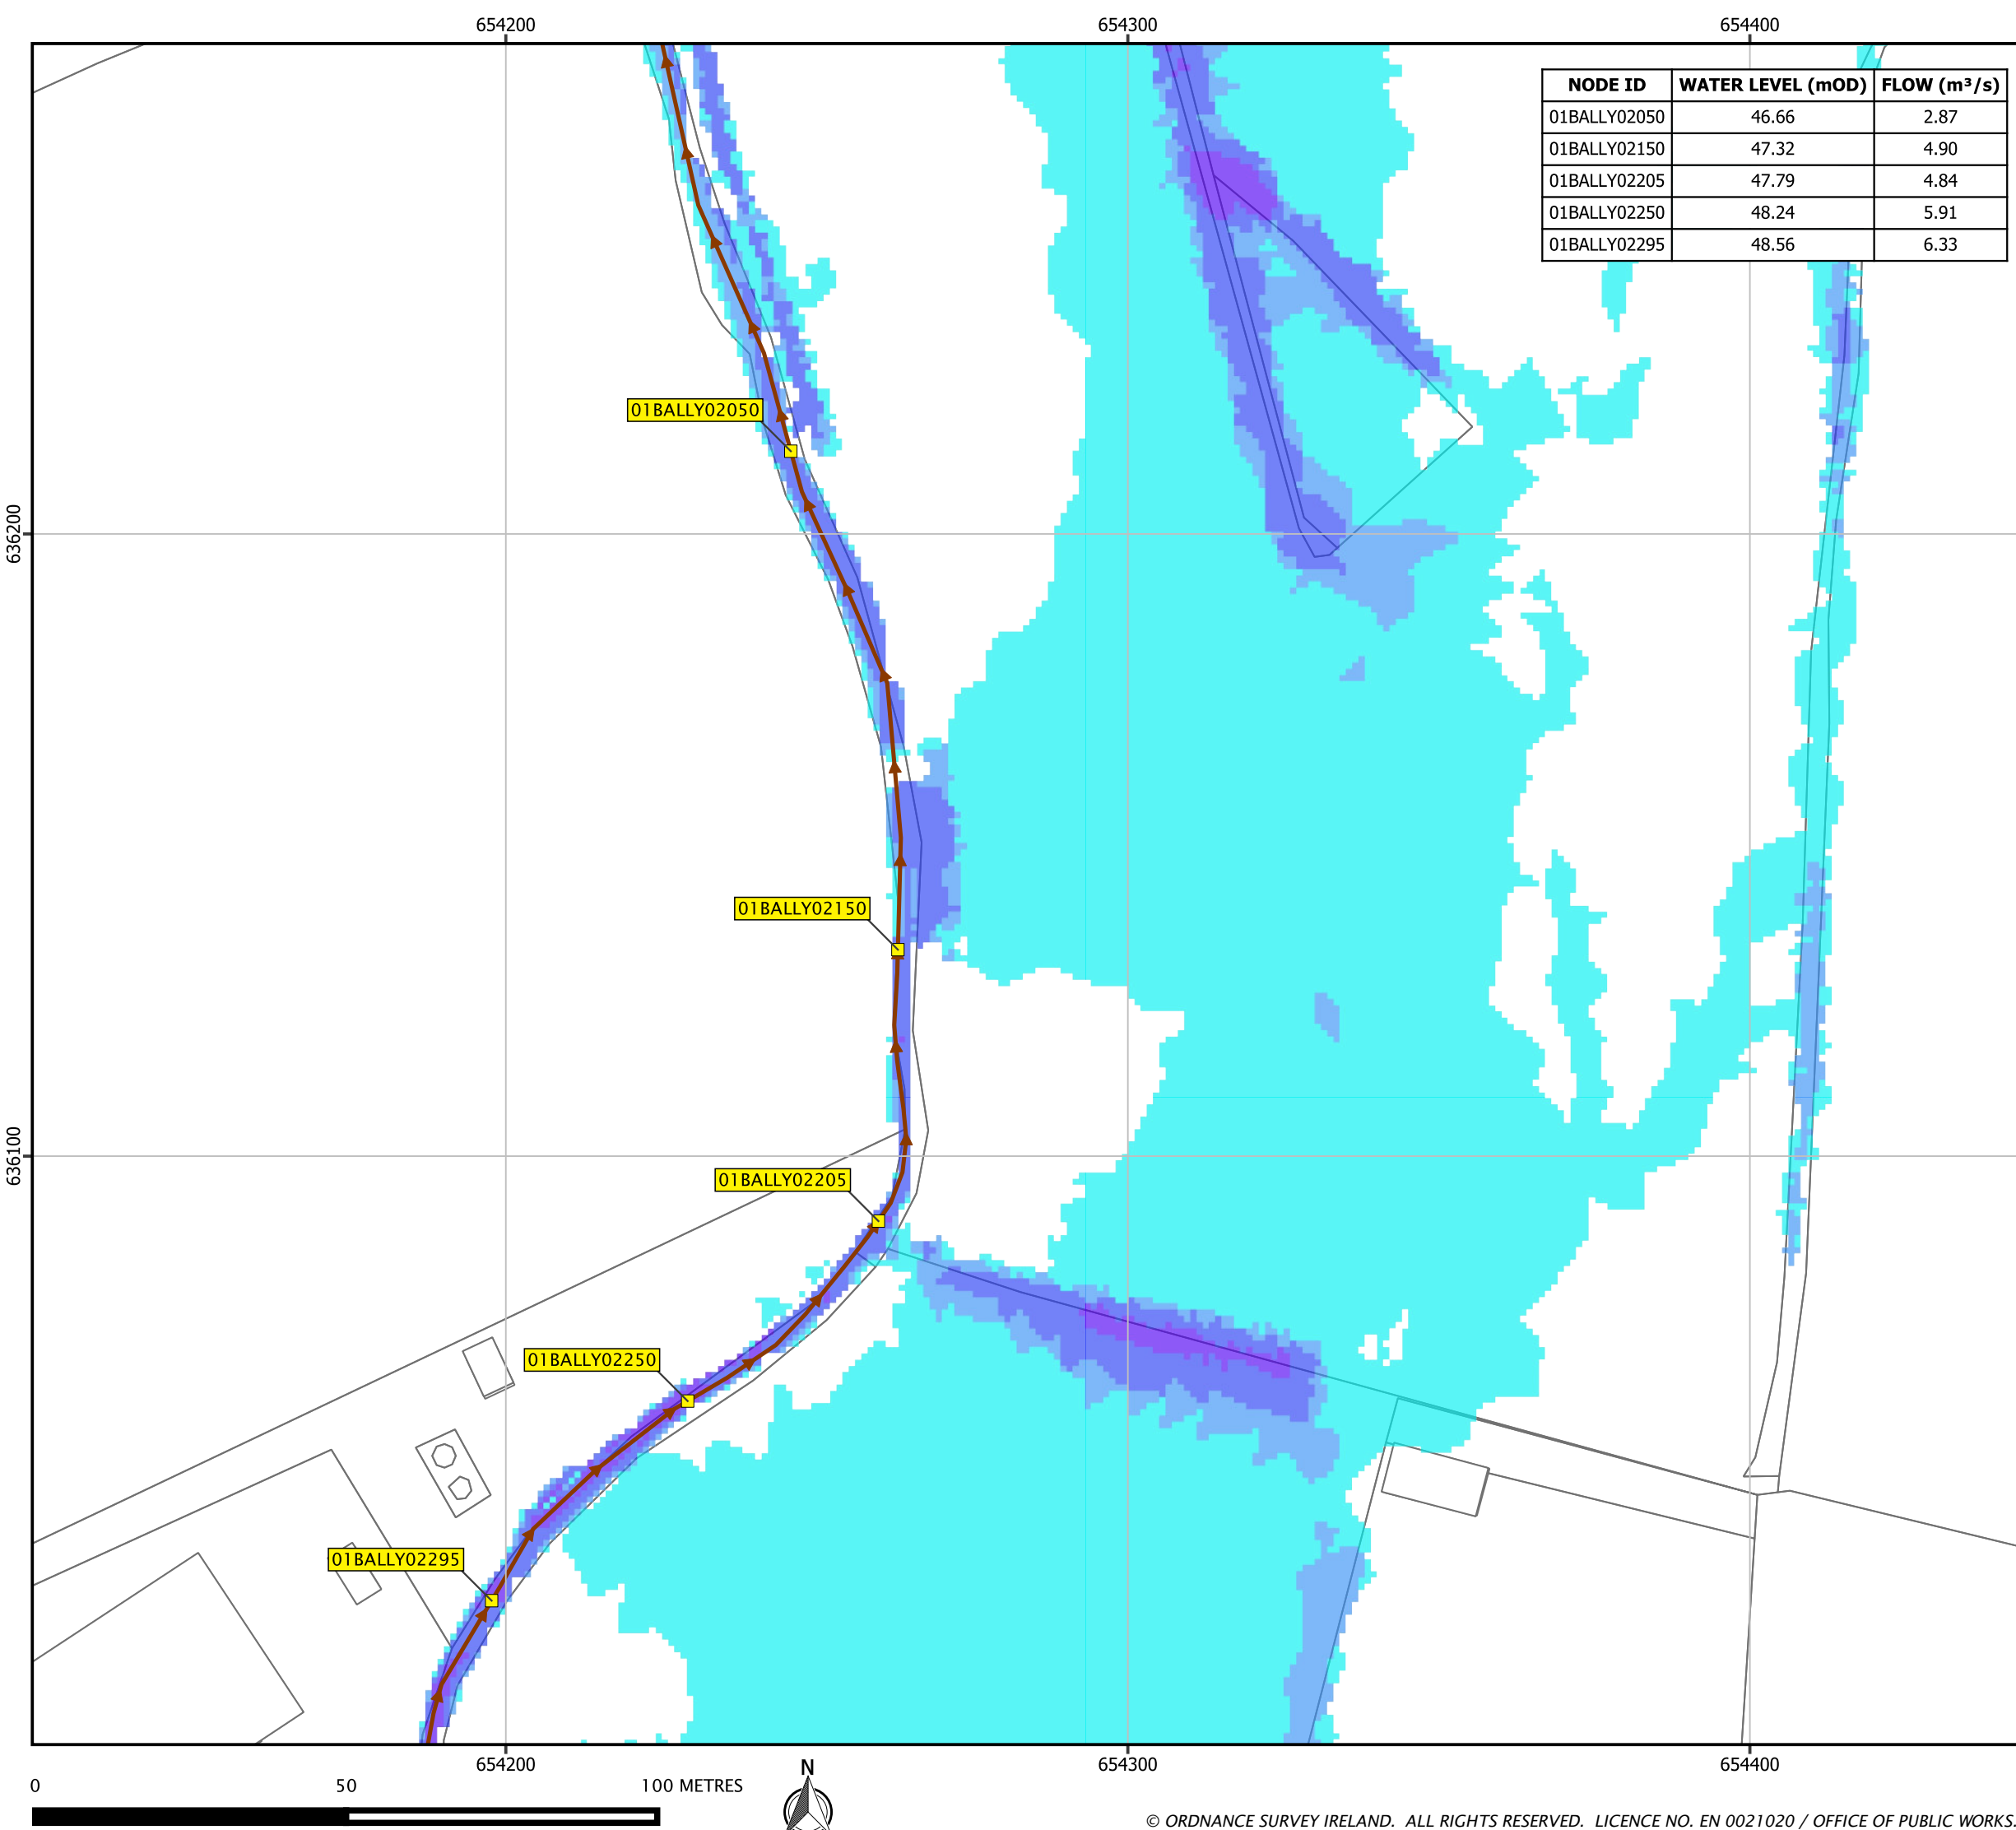 654200 654300 654400
NODE ID WATER LEVEL (mOD) FLOW (m³/s)
01BALLY02050 46.66 2.87
01BALLY02150 47.32 4.90
01BALLY02205 47.79 4.84
01BALLY02250 48.24 5.91
01BALLY02295 48.56 6.33
01BALLY02050
636200
01BALLY02150
636100
01BALLY02205
01BALLY02250
01BALLY02295
654200 654300 654400
0 50 100 METRES
N
© ORDNANCE SURVEY IRELAND. ALL RIGHTS RESERVED. LICENCE NO. EN 0021020 / OFFICE OF PUBLIC WORKS